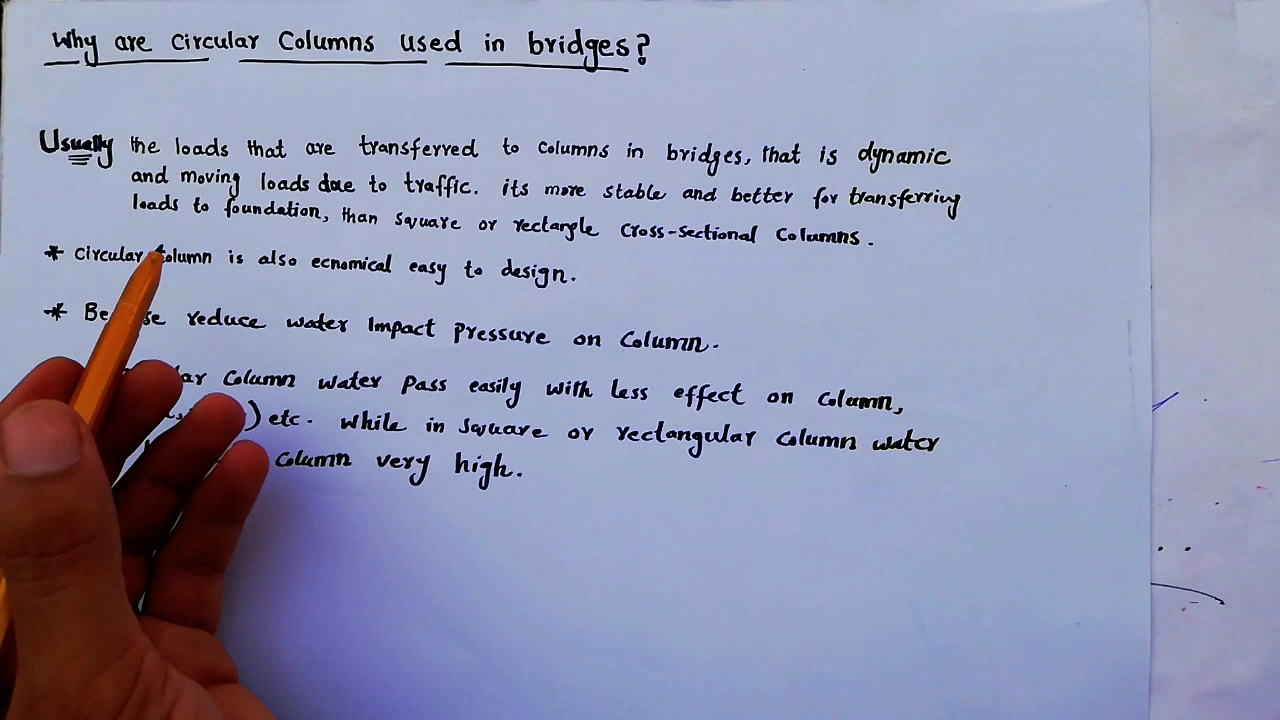 Why are Circular Columns used in bridges?
Usually the loads that are transferred to columns in bridges, that is dynamic
and moving loads due to traffic. its more stable and better for transferring
loads to foundation, than square or rectangle cross-sectional columns.
* Circular column is also ecnomical easy to design.
* reduce water Impact pressure on column.
column water pass easily with less effect on column,
) etc. while in square or rectangular column water
column very high.